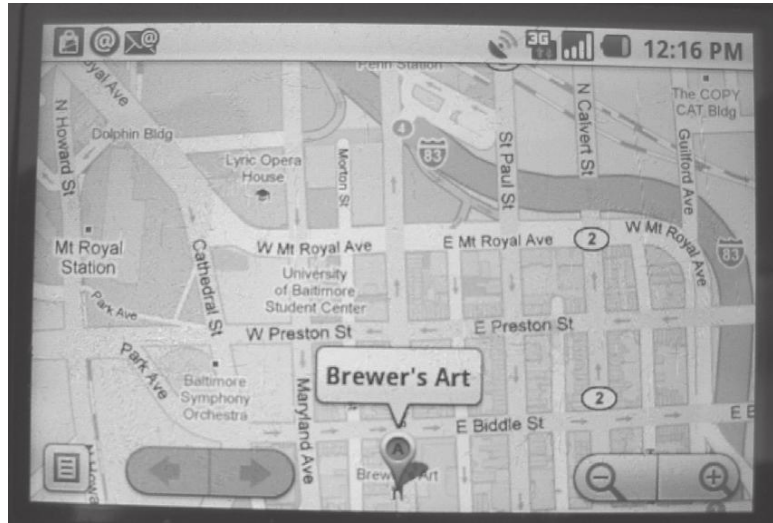 3G
12:16 PM
Penn Station
Royal Ave
N Howard St
Dolphin Bldg
Lyric Opera
House
Morton St
4
83
St Paul St
N Calvert St
The COPY
CAT Bldg
Guilford Ave
Mt Royal
Station
Cathedral St
W Mt Royal Ave
E Mt Royal Ave
2
W Mt Royal Ave
83
University
of Baltimore
Student Center
Park Ave
W Preston St
E Preston St
Park Ave
Baltimore
Symphony
Orchestra
Maryland Ave
Brewer's Art
2
E Biddle St
E B
A
Brewer's Art